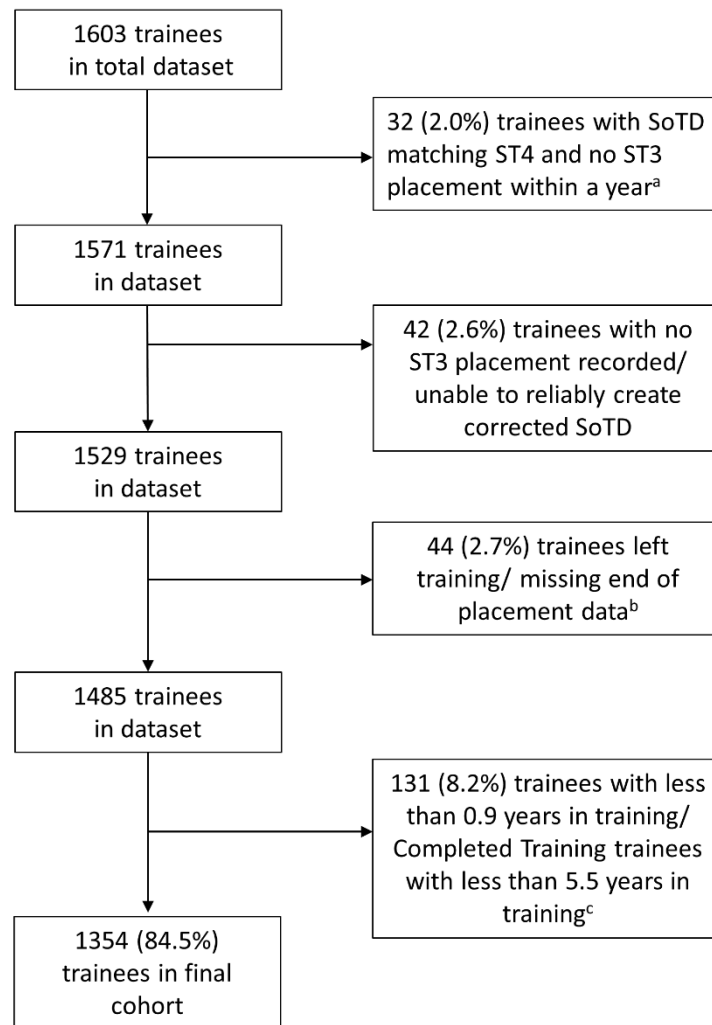 1603 trainees
in total dataset
32 (2.0%) trainees with SoTD
matching ST4 and no ST3
placement within a yearᵃ
1571 trainees
in dataset
42 (2.6%) trainees with no
ST3 placement recorded/
unable to reliably create
corrected SoTD
1529 trainees
in dataset
44 (2.7%) trainees left
training/ missing end of
placement dataᵇ
1485 trainees
in dataset
131 (8.2%) trainees with less
than 0.9 years in training/
Completed Training trainees
with less than 5.5 years in
trainingᶜ
1354 (84.5%)
trainees in final
cohort